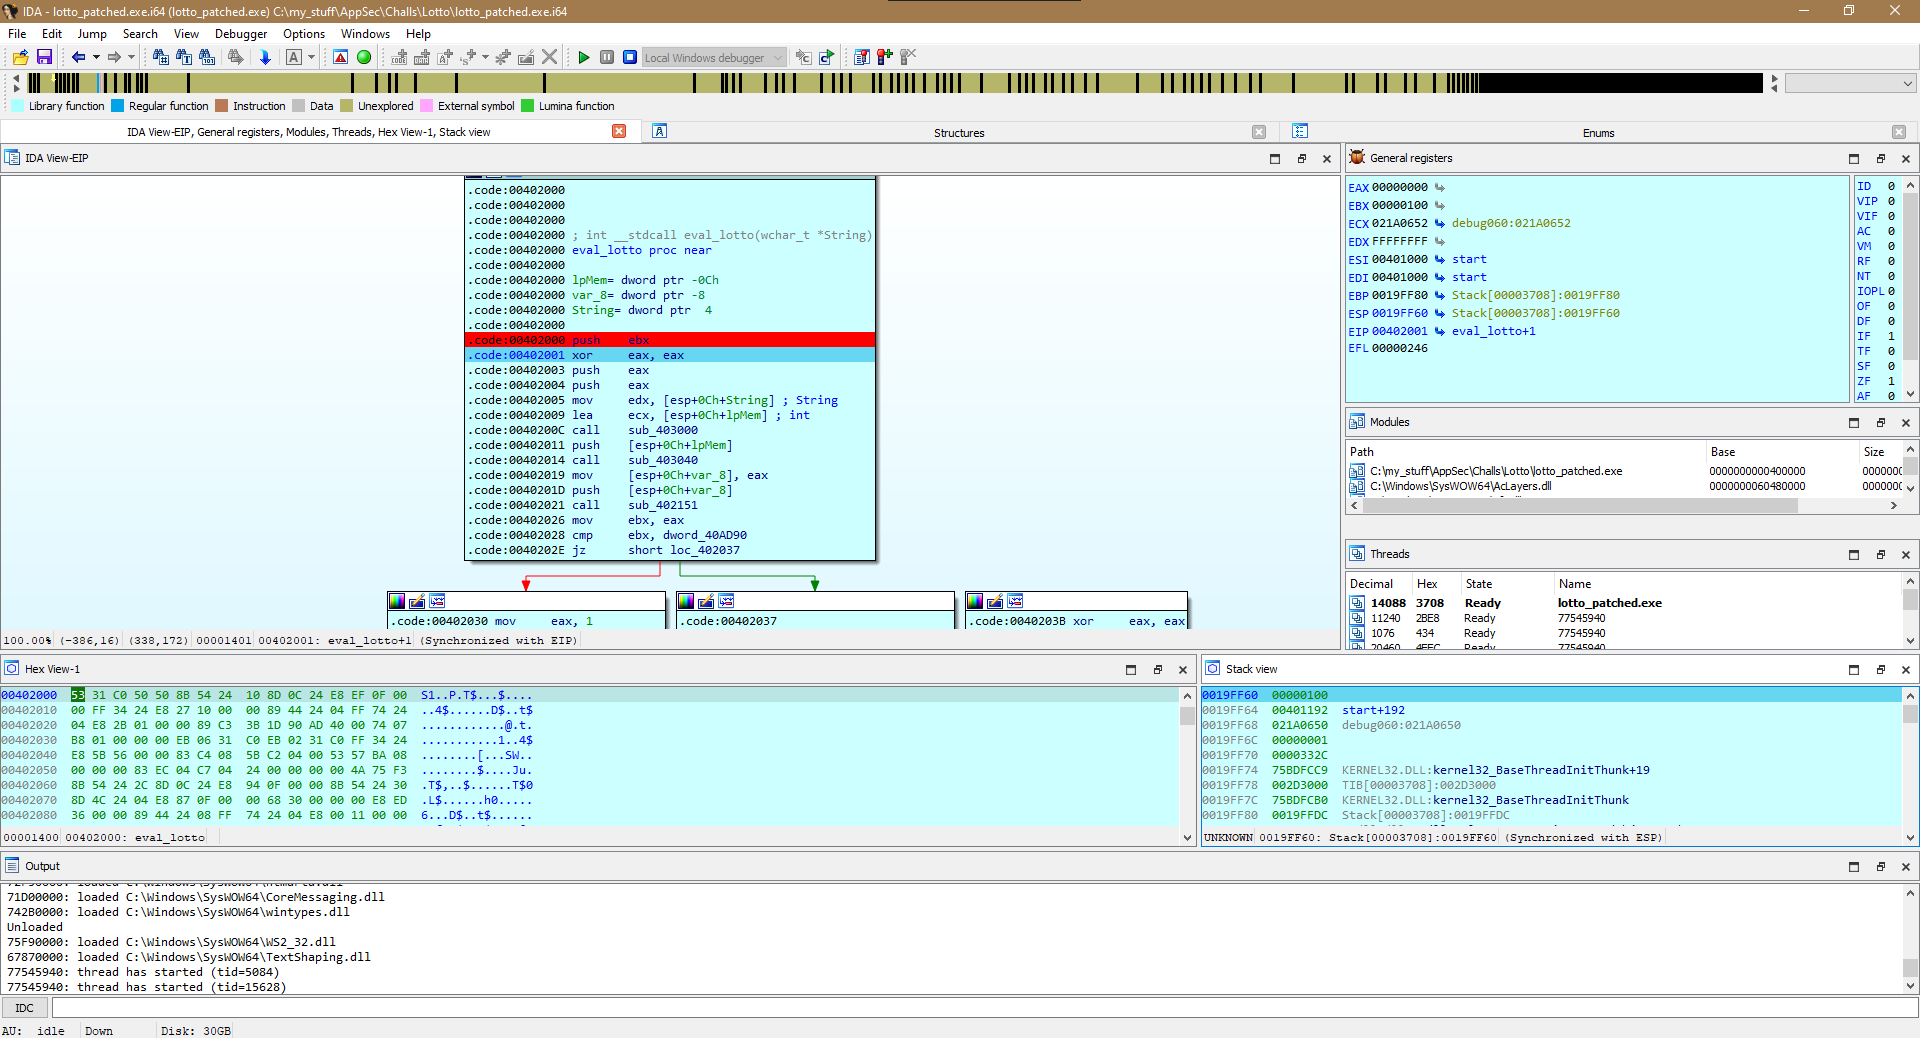 IDA - lotto_patched.exe.i64 (lotto_patched.exe) C:\my_stuff\AppSec\Challs\Lotto\lotto_patched.exe.i64
File Edit Jump Search View Debugger Options Windows Help
Local Windows debugger
Library function Regular function Instruction Data Unexplored External symbol Lumina function
IDA View-EIP, General registers, Modules, Threads, Hex View-1, Stack view
Structures
Enums
IDA View-EIP
.code:00402000
.code:00402000
.code:00402000
.code:00402000 ; int __stdcall eval_lotto(wchar_t *String)
.code:00402000 eval_lotto proc near
.code:00402000
.code:00402000 lpMem= dword ptr -0Ch
.code:00402000 var_8= dword ptr -8
.code:00402000 String= dword ptr  4
.code:00402000
.code:00402000 push    ebx
.code:00402001 xor     eax, eax
.code:00402003 push    eax
.code:00402004 push    eax
.code:00402005 mov     edx, [esp+0Ch+String] ; String
.code:00402009 lea     ecx, [esp+0Ch+lpMem] ; int
.code:0040200C call    sub_403000
.code:00402011 push    [esp+0Ch+lpMem]
.code:00402014 call    sub_403040
.code:00402019 mov     [esp+0Ch+var_8], eax
.code:0040201D push    [esp+0Ch+var_8]
.code:00402021 call    sub_402151
.code:00402026 mov     ebx, eax
.code:00402028 cmp     ebx, dword_40AD90
.code:0040202E jz      short loc_402037
.code:00402030 mov     eax, 1
.code:00402037
.code:0040203B xor     eax, eax
100.00% (-386,16) (338,172) 00001401 00402001: eval_lotto+1 (Synchronized with EIP)
General registers
EAX 00000000
EBX 00000100
ECX 021A0652 debug060:021A0652
EDX FFFFFFFF
ESI 00401000 start
EDI 00401000 start
EBP 0019FF80 Stack[00003708]:0019FF80
ESP 0019FF60 Stack[00003708]:0019FF60
EIP 00402001 eval_lotto+1
EFL 00000246
ID 0
VIP 0
VIF 0
AC 0
VM 0
RF 0
NT 0
IOPL 0
OF 0
DF 0
IF 1
TF 0
SF 0
ZF 1
AF 0
Modules
Path Base Size
C:\my_stuff\AppSec\Challs\Lotto\lotto_patched.exe 0000000000400000 0000000
C:\Windows\SysWOW64\AcLayers.dll 0000000060480000 0000000
Threads
Decimal Hex State Name
14088 3708 Ready lotto_patched.exe
11240 2BE8 Ready 77545940
1076 434 Ready 77545940
20460 4FEC Ready 77545940
Hex View-1
00402000  53 31 C0 50 50 8B 54 24  10 8D 0C 24 E8 EF 0F 00  S1..P.T$...$....
00402010  00 FF 34 24 E8 27 10 00  00 89 44 24 04 FF 74 24  ..4$......D$..t$
00402020  04 E8 2B 01 00 00 89 C3  3B 1D 90 AD 40 00 74 07  ............@.t.
00402030  B8 01 00 00 00 EB 06 31  C0 EB 02 31 C0 FF 34 24  ...........1..4$
00402040  E8 5B 56 00 00 83 C4 08  5B C2 04 00 53 57 BA 08  ........[...SW..
00402050  00 00 00 83 EC 04 C7 04  24 00 00 00 00 4A 75 F3  ........$....Ju.
00402060  8B 54 24 2C 8D 0C 24 E8  94 0F 00 00 8B 54 24 30  .T$,..$......T$0
00402070  8D 4C 24 04 E8 87 0F 00  00 68 30 00 00 00 E8 ED  .L$......h0.....
00402080  36 00 00 89 44 24 08 FF  74 24 04 E8 00 11 00 00  6...D$..t$......
00001400 00402000: eval_lotto
Stack view
0019FF60  00000100
0019FF64  00401192  start+192
0019FF68  021A0650  debug060:021A0650
0019FF6C  00000001
0019FF70  0000332C
0019FF74  75BDFCC9  KERNEL32.DLL:kernel32_BaseThreadInitThunk+19
0019FF78  002D3000  TIB[00003708]:002D3000
0019FF7C  75BDFCB0  KERNEL32.DLL:kernel32_BaseThreadInitThunk
0019FF80  0019FFDC  Stack[00003708]:0019FFDC
UNKNOWN 0019FF60: Stack[00003708]:0019FF60 (Synchronized with ESP)
Output
71D00000: loaded C:\Windows\SysWOW64\CoreMessaging.dll
742B0000: loaded C:\Windows\SysWOW64\wintypes.dll
Unloaded
75F90000: loaded C:\Windows\SysWOW64\WS2_32.dll
67870000: loaded C:\Windows\SysWOW64\TextShaping.dll
77545940: thread has started (tid=5084)
77545940: thread has started (tid=15628)
IDC
AU: idle Down Disk: 30GB